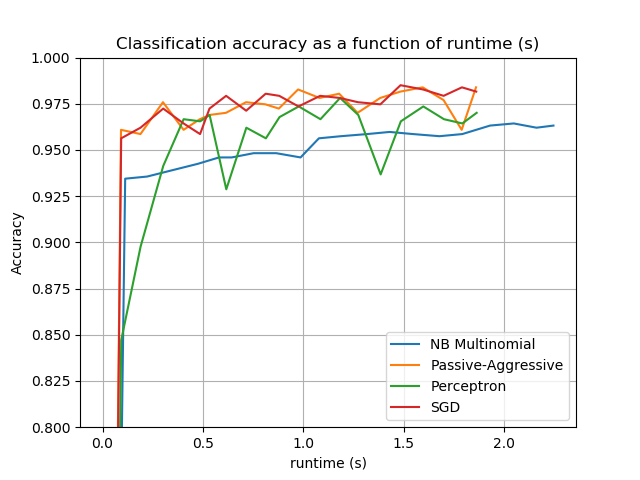 Classification accuracy as a function of runtime (s)
1.000
0.975
0.950
0.925
0.900
0.875
0.850
0.825
0.800
Accuracy
NB Multinomial
Passive-Aggressive
Perceptron
SGD
0.0 0.5 1.0 1.5 2.0
runtime (s)